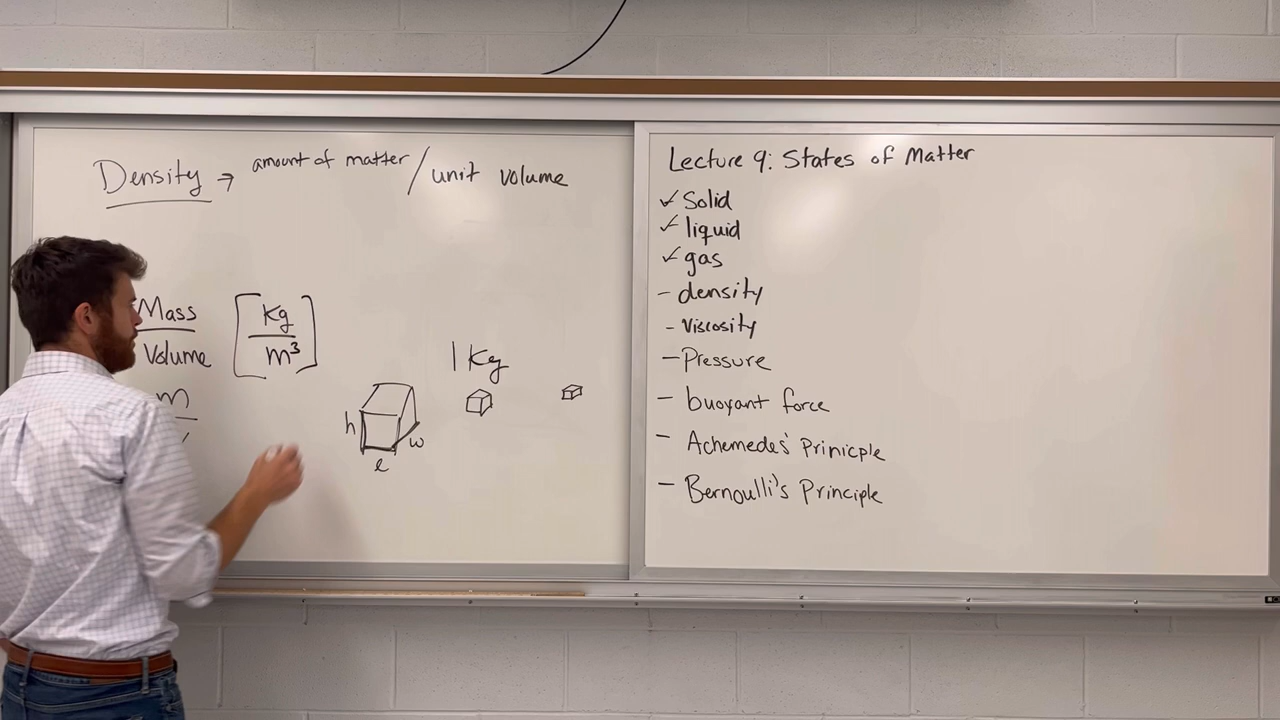 Density → amount of matter / unit volume
Mass
Volume
[Kg / m³]
m
1 Kg
h
w
l
Lecture 9: States of Matter
✓ Solid
✓ liquid
✓ gas
- density
- Viscosity
- Pressure
- buoyant force
- Achemedes' Prinicple
- Bernoulli's Principle